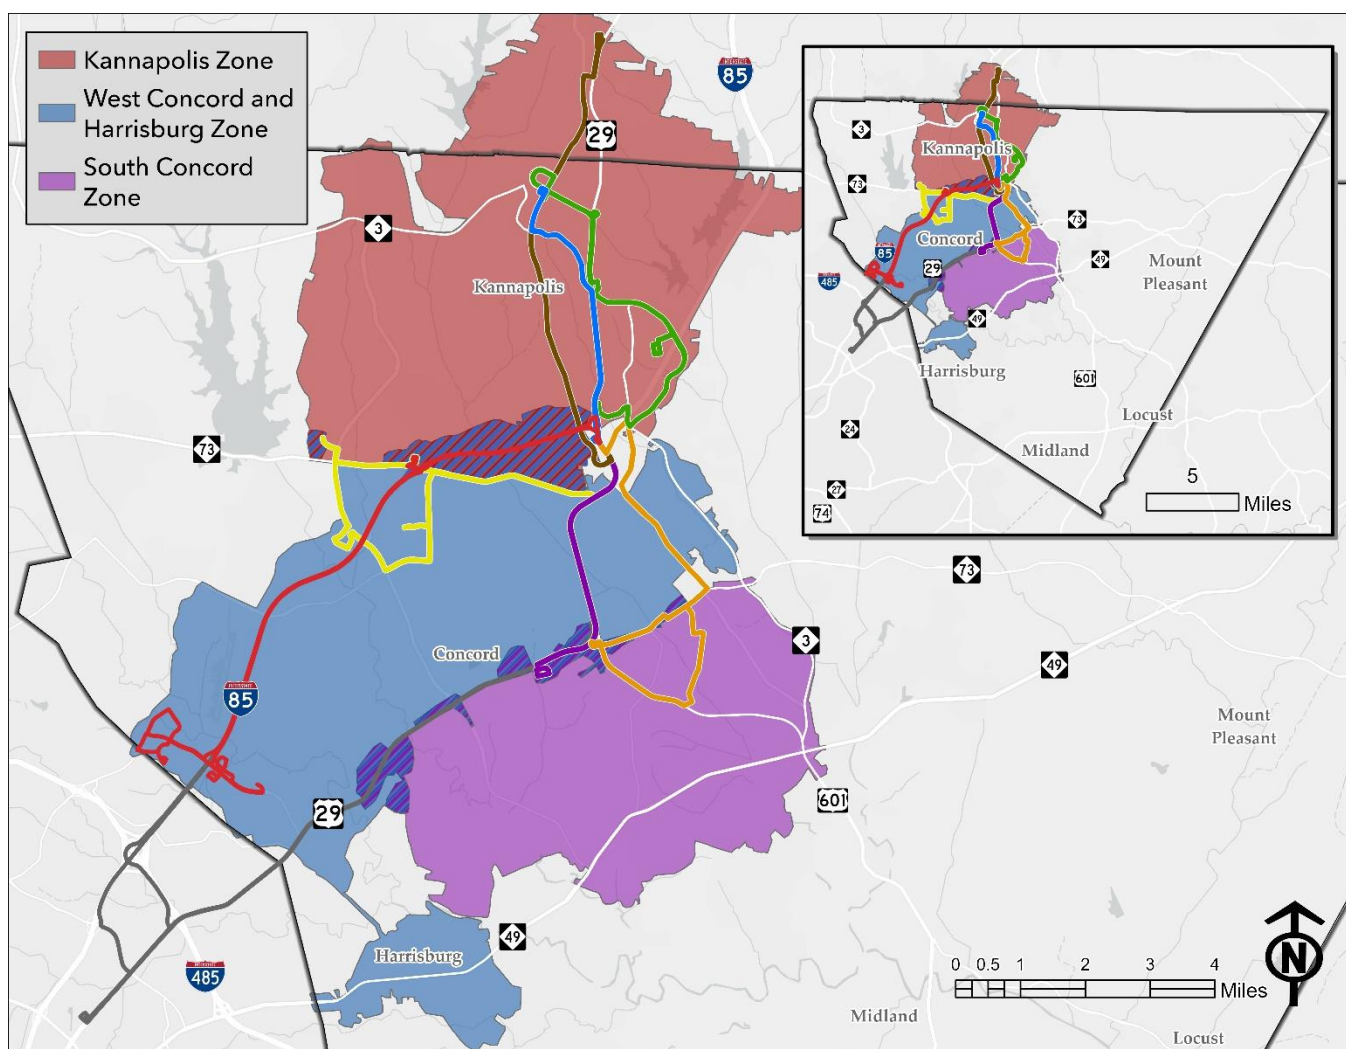 Kannapolis Zone
West Concord and
Harrisburg Zone
South Concord
Zone
INTERSTATE
85
29
3
Kannapolis
73
Concord
INTERSTATE
85
29
Harrisburg
49
INTERSTATE
485
73
3
49
601
Mount
Pleasant
Midland
Locust
0 0.5 1 2 3 4
Miles
N
3
Kannapolis
73
73
Concord
85
29
49
485
Mount
Pleasant
49
Harrisburg
601
Locust
24
Midland
27
74
5
Miles